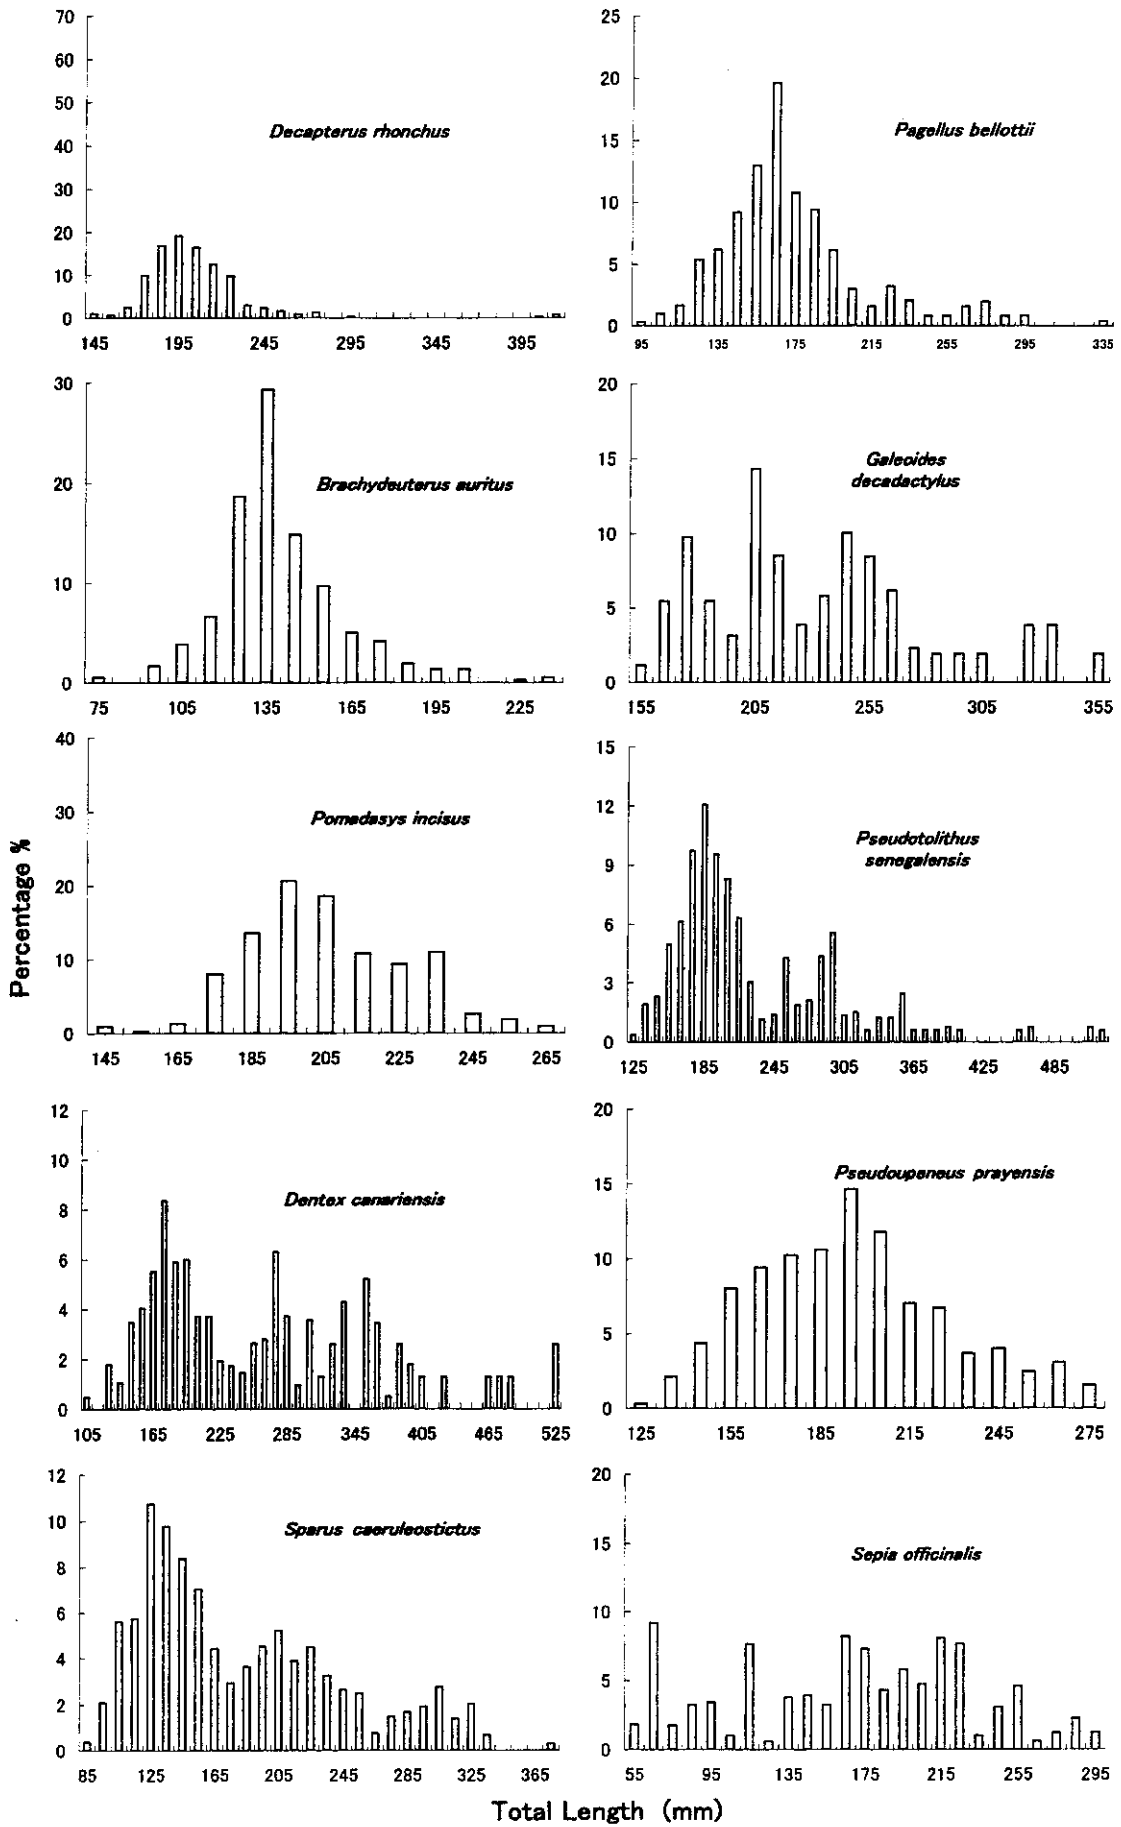 70
60
50
40
30
20
10
0
Decapterus rhonchus
145 195 245 295 345 395
25
20
15
10
5
0
Pagellus bellottii
95 135 175 215 255 295 335
30
20
10
0
Brachydeuterus auritus
75 105 135 165 195 225
20
15
10
5
0
Galeoides
decadactylus
155 205 255 305 355
40
30
20
10
0
Pomadasys incisus
145 165 185 205 225 245 265
15
12
9
6
3
0
Pseudotolithus
senegalensis
125 185 245 305 365 425 485
Percentage %
12
10
8
6
4
2
0
Dentex canariensis
105 165 225 285 345 405 465 525
20
15
10
5
0
Pseudoupeneus prayensis
125 155 185 215 245 275
12
10
8
6
4
2
0
Sparus caeruleostictus
85 125 165 205 245 285 325 365
20
15
10
5
0
Sepia officinalis
55 95 135 175 215 255 295
Total Length (mm)